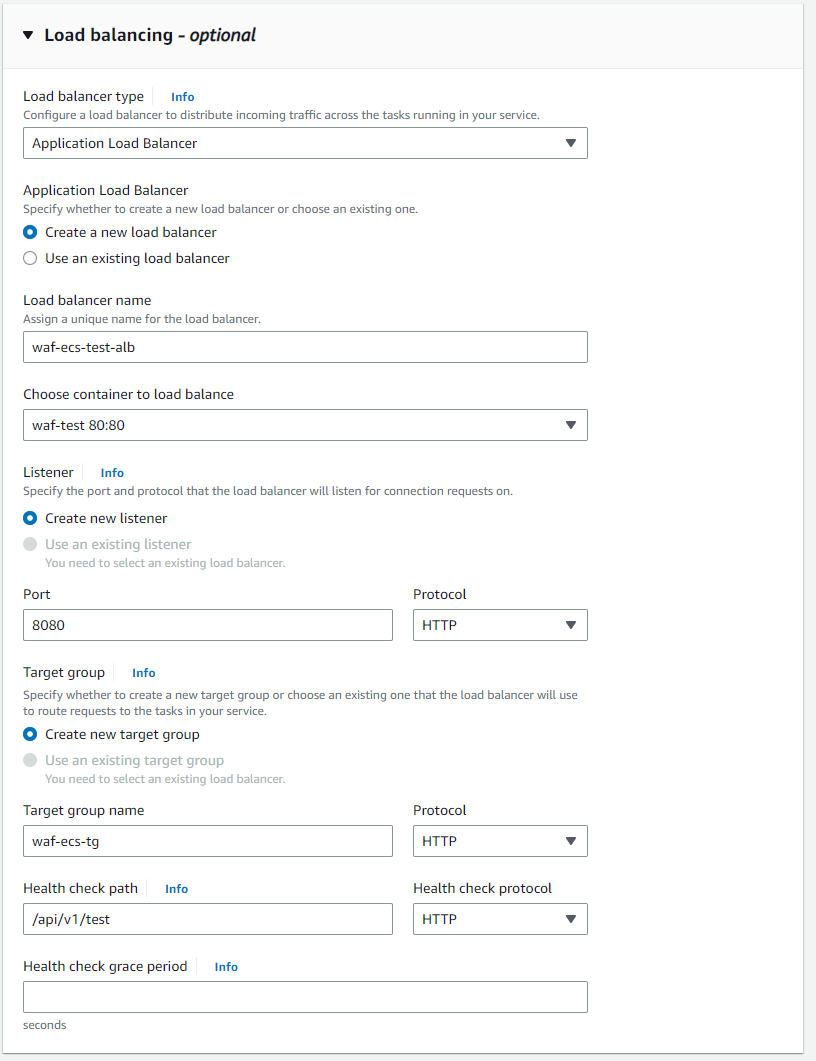 Load balancing - optional
Load balancer type Info
Configure a load balancer to distribute incoming traffic across the tasks running in your service.
Application Load Balancer
Application Load Balancer
Specify whether to create a new load balancer or choose an existing one.
Create a new load balancer
Use an existing load balancer
Load balancer name
Assign a unique name for the load balancer.
waf-ecs-test-alb
Choose container to load balance
waf-test 80:80
Listener Info
Specify the port and protocol that the load balancer will listen for connection requests on.
Create new listener
Use an existing listener
You need to select an existing load balancer.
Port Protocol
8080 HTTP
Target group Info
Specify whether to create a new target group or choose an existing one that the load balancer will use
to route requests to the tasks in your service.
Create new target group
Use an existing target group
You need to select an existing load balancer.
Target group name Protocol
waf-ecs-tg HTTP
Health check path Info Health check protocol
/api/v1/test HTTP
Health check grace period Info
seconds